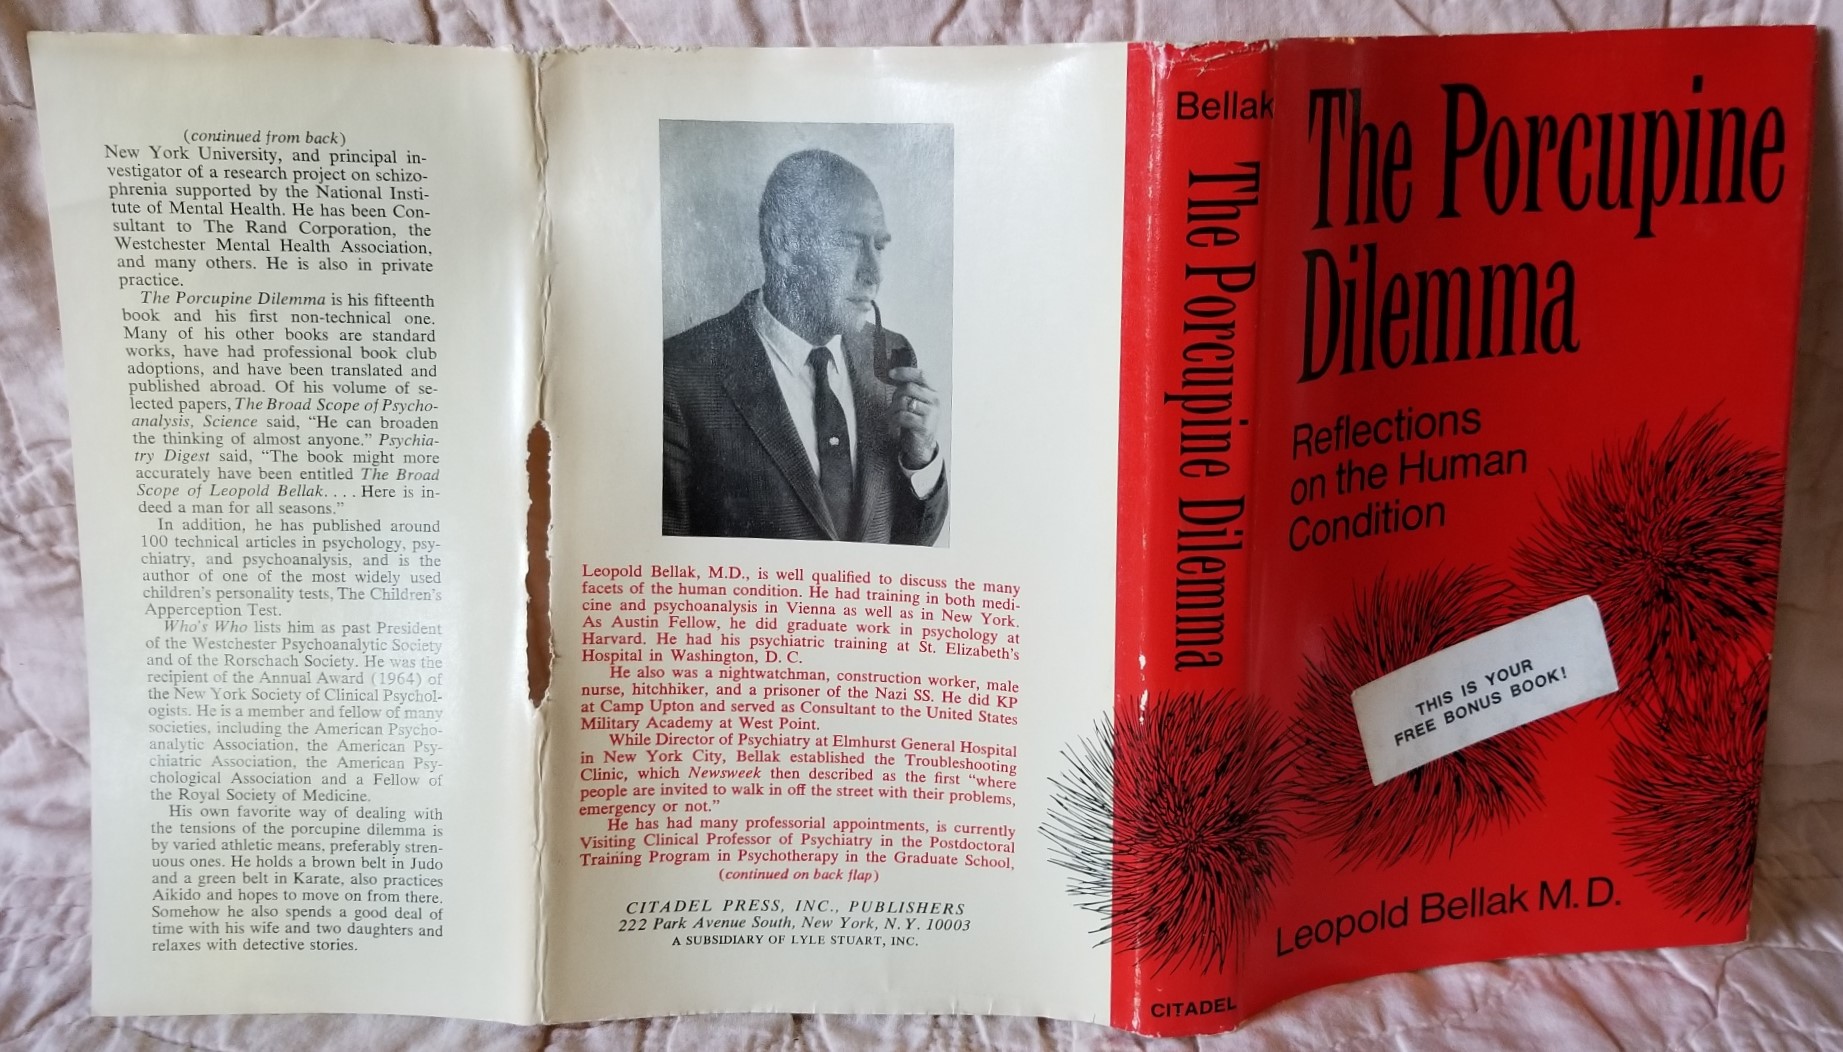 (continued from back)
New York University, and principal in-
vestigator of a research project on schizo-
phrenia supported by the National Insti-
tute of Mental Health. He has been Con-
sultant to The Rand Corporation, the
Westchester Mental Health Association,
and many others. He is also in private
practice.
The Porcupine Dilemma is his fifteenth
book and his first non-technical one.
Many of his other books are standard
works, have had professional book club
adoptions, and have been translated and
published abroad. Of his volume of se-
lected papers, The Broad Scope of Psycho-
analysis, Science said, “He can broaden
the thinking of almost anyone.” Psychia-
try Digest said, “The book might more
accurately have been entitled The Broad
Scope of Leopold Bellak. . . . Here is in-
deed a man for all seasons.”
In addition, he has published around
100 technical articles in psychology, psy-
chiatry, and psychoanalysis, and is the
author of one of the most widely used
children's personality tests, The Children's
Apperception Test.
Who's Who lists him as past President
of the Westchester Psychoanalytic Society
and of the Rorschach Society. He was the
recipient of the Annual Award (1964) of
the New York Society of Clinical Psychol-
ogists. He is a member and fellow of many
societies, including the American Psycho-
analytic Association, the American Psy-
chiatric Association, the American Psy-
chological Association and a Fellow of
the Royal Society of Medicine.
His own favorite way of dealing with
the tensions of the porcupine dilemma is
by varied athletic means, preferably stren-
uous ones. He holds a brown belt in Judo
and a green belt in Karate, also practices
Aikido and hopes to move on from there.
Somehow he also spends a good deal of
time with his wife and two daughters and
relaxes with detective stories.
Leopold Bellak, M.D., is well qualified to discuss the many
facets of the human condition. He had training in both medi-
cine and psychoanalysis in Vienna as well as in New York.
As Austin Fellow, he did graduate work in psychology at
Harvard. He had his psychiatric training at St. Elizabeth's
Hospital in Washington, D. C.
He also was a nightwatchman, construction worker, male
nurse, hitchhiker, and a prisoner of the Nazi SS. He did KP
at Camp Upton and served as Consultant to the United States
Military Academy at West Point.
While Director of Psychiatry at Elmhurst General Hospital
in New York City, Bellak established the Troubleshooting
Clinic, which Newsweek then described as the first “where
people are invited to walk in off the street with their problems,
emergency or not.”
He has had many professorial appointments, is currently
Visiting Clinical Professor of Psychiatry in the Postdoctoral
Training Program in Psychotherapy in the Graduate School,
(continued on back flap)
CITADEL PRESS, INC., PUBLISHERS
222 Park Avenue South, New York, N. Y. 10003
A SUBSIDIARY OF LYLE STUART, INC.
Bellak
The Porcupine Dilemma
CITADEL
The Porcupine
Dilemma
Reflections
on the Human
Condition
THIS IS YOUR
FREE BONUS BOOK!
Leopold Bellak M. D.